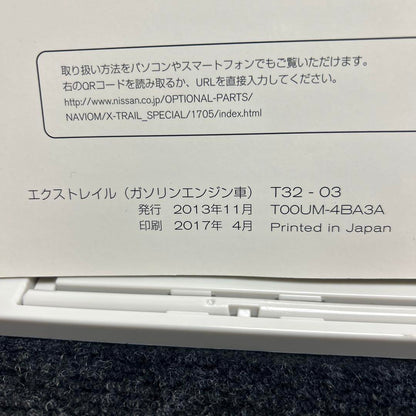 取り扱い方法をパソコンやスマートフォンでもご覧いただけます。
右のQRコードを読み取るか、URLを直接入力してください。
http://www.nissan.co.jp/OPTIONAL-PARTS/
NAVIOM/X-TRAIL_SPECIAL/1705/index.html
エクストレイル（ガソリンエンジン車） T32 - 03
発行 2013年11月 T00UM-4BA3A
印刷 2017年 4月 Printed in Japan